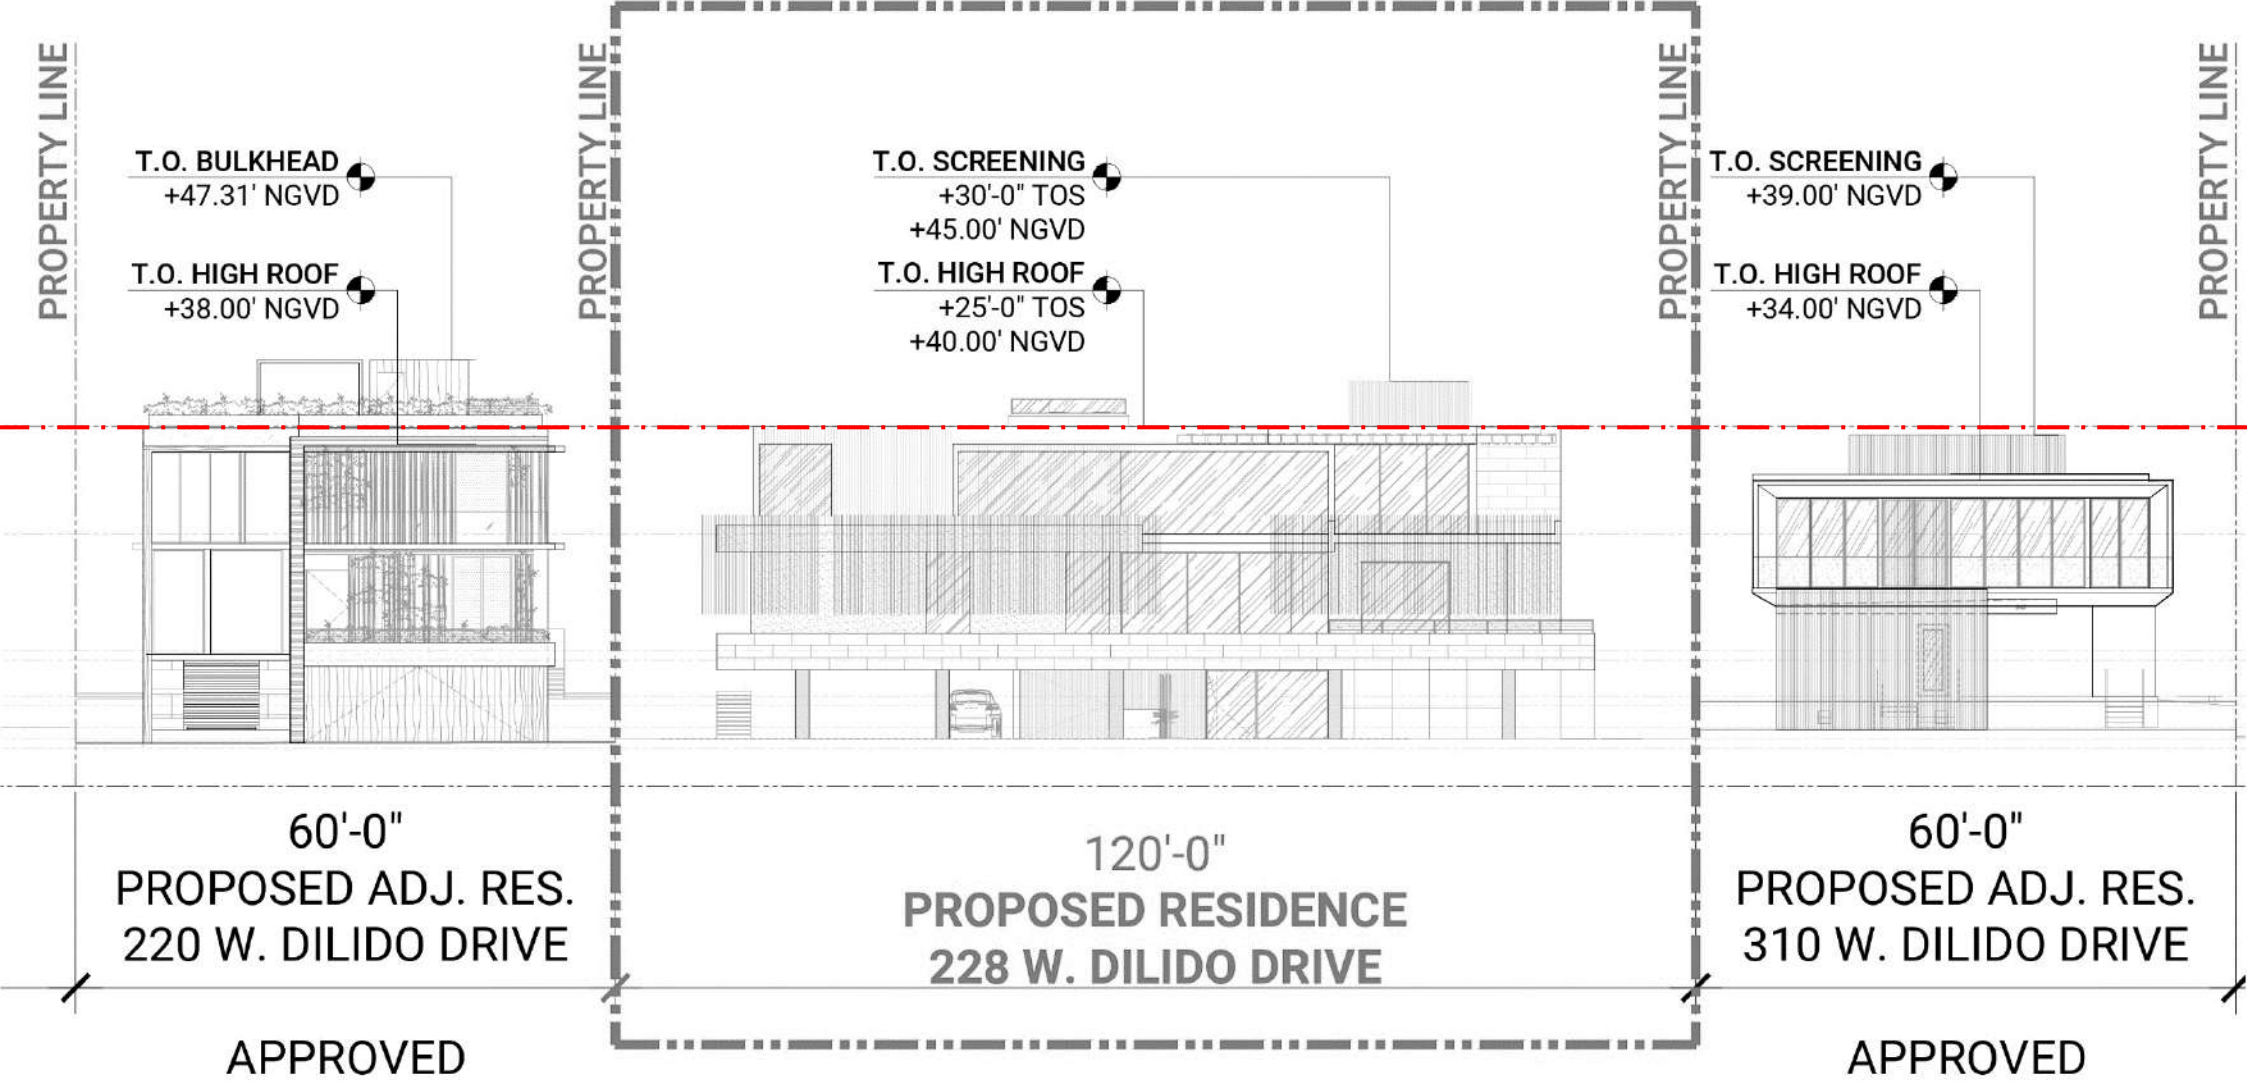 PROPERTY LINE
T.O. BULKHEAD
+47.31' NGVD
T.O. HIGH ROOF
+38.00' NGVD
60'-0"
PROPOSED ADJ. RES.
220 W. DILIDO DRIVE
APPROVED
PROPERTY LINE
T.O. SCREENING
+30'-0" TOS
+45.00' NGVD
T.O. HIGH ROOF
+25'-0" TOS
+40.00' NGVD
120'-0"
PROPOSED RESIDENCE
228 W. DILIDO DRIVE
PROPERTY LINE
T.O. SCREENING
+39.00' NGVD
T.O. HIGH ROOF
+34.00' NGVD
60'-0"
PROPOSED ADJ. RES.
310 W. DILIDO DRIVE
APPROVED
PROPERTY LINE